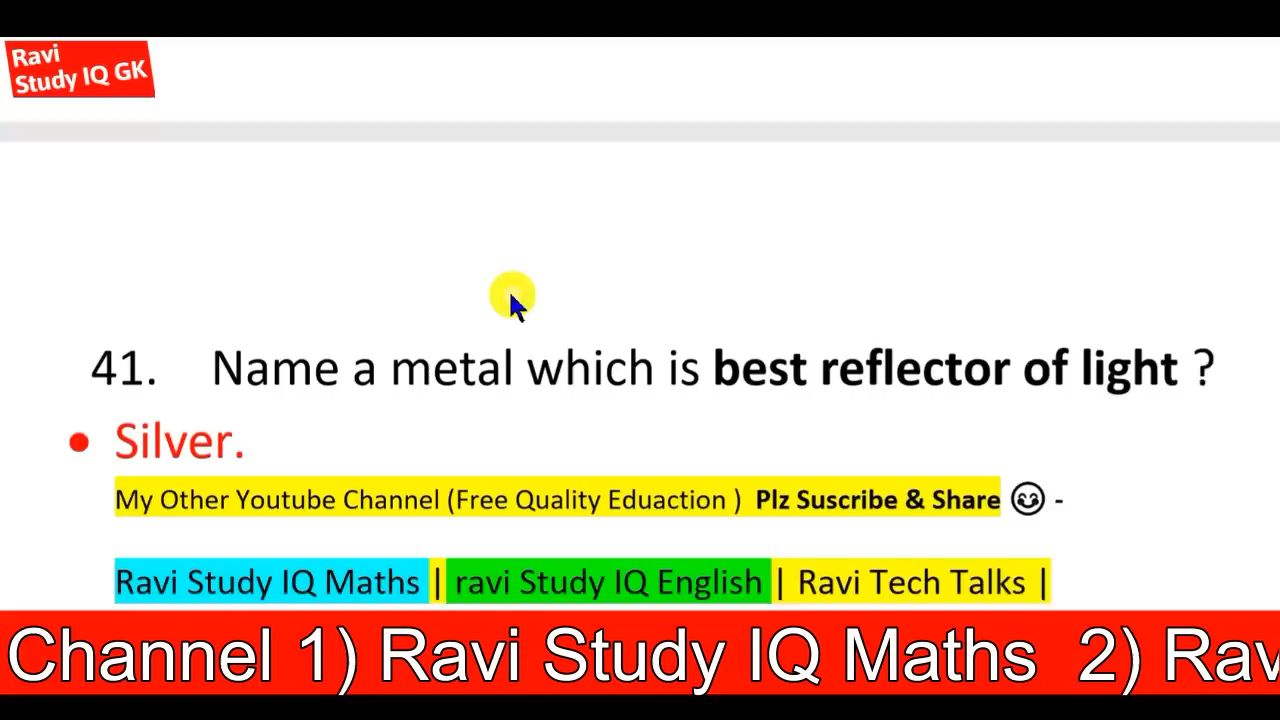 Ravi
Study IQ GK
41. Name a metal which is best reflector of light ?
• Silver.
My Other Youtube Channel (Free Quality Eduaction ) Plz Suscribe & Share 😊 -
Ravi Study IQ Maths | ravi Study IQ English | Ravi Tech Talks |
Channel 1) Ravi Study IQ Maths 2) Rav